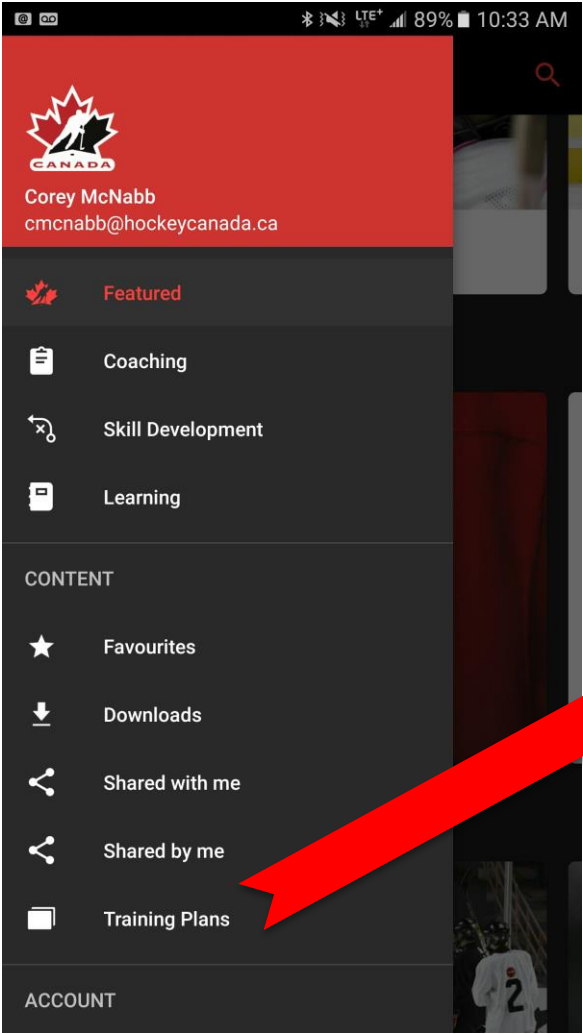 LTE+ 89% 10:33 AM
CANADA
Corey McNabb
cmcnabb@hockeycanada.ca
Featured
Coaching
Skill Development
Learning
CONTENT
Favourites
Downloads
Shared with me
Shared by me
Training Plans
2
ACCOUNT